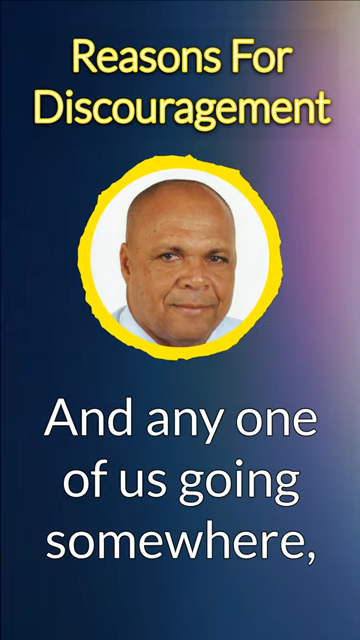 Reasons For
Discouragement
And any one
of us going
somewhere,